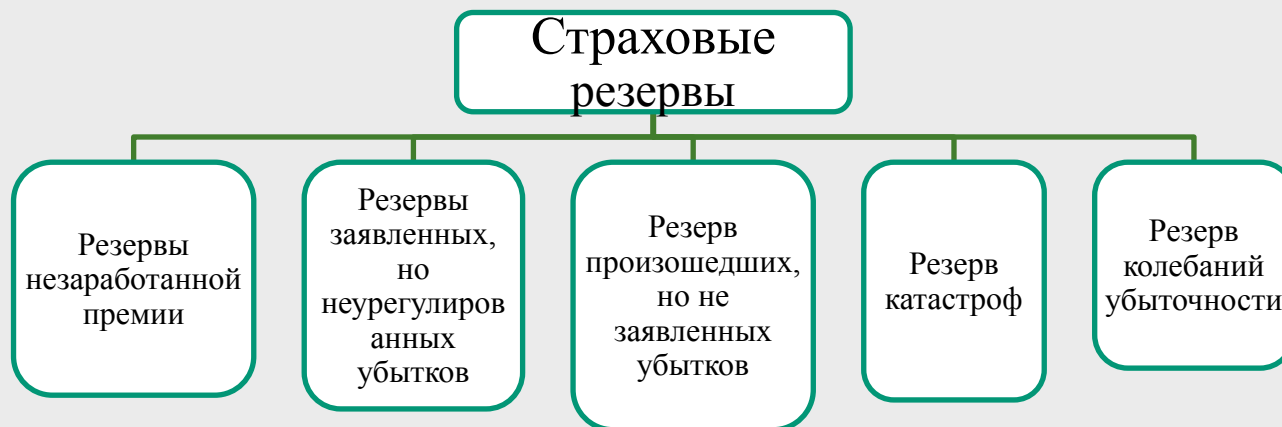 Страховые
резервы
Резервы
незаработанной
премии
Резервы
заявленных,
но
неурегулиров
анных
убытков
Резерв
произошедших,
но не
заявленных
убытков
Резерв
катастроф
Резерв
колебаний
убыточности